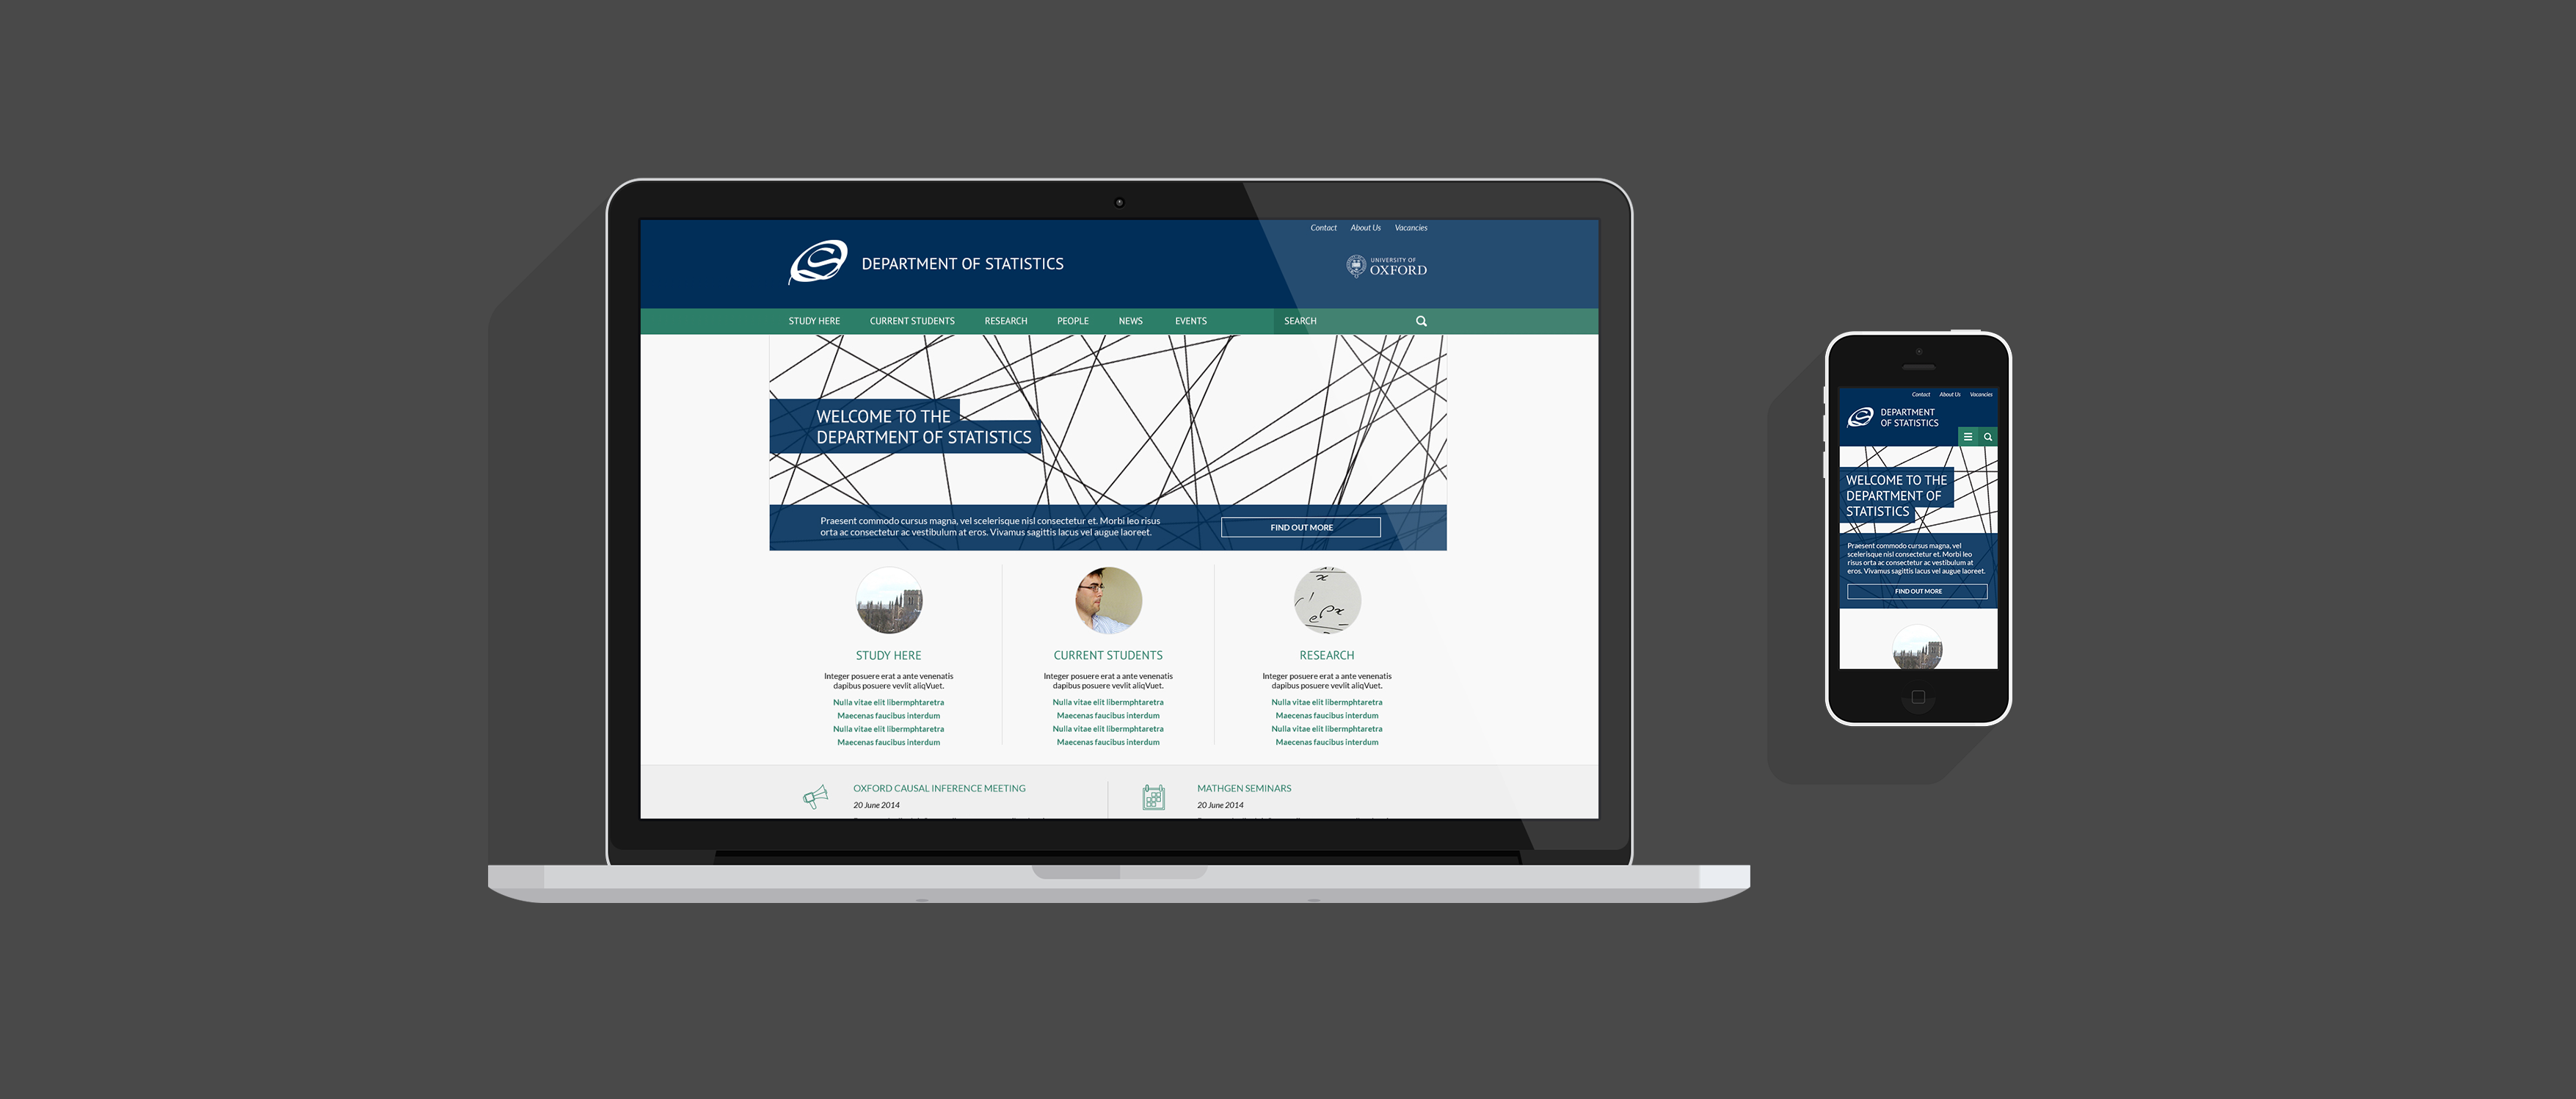 Contact About Us Vacancies
DEPARTMENT OF STATISTICS
UNIVERSITY OF
OXFORD
STUDY HERE CURRENT STUDENTS RESEARCH PEOPLE NEWS EVENTS SEARCH
WELCOME TO THE
DEPARTMENT OF STATISTICS
Praesent commodo cursus magna, vel scelerisque nisl consectetur et. Morbi leo risus
orta ac consectetur ac vestibulum at eros. Vivamus sagittis lacus vel augue laoreet.
FIND OUT MORE
STUDY HERE
Integer posuere erat a ante venenatis
dapibus posuere vevlit aliqVuet.
Nulla vitae elit libermphtaretra
Maecenas faucibus interdum
Nulla vitae elit libermphtaretra
Maecenas faucibus interdum
CURRENT STUDENTS
Integer posuere erat a ante venenatis
dapibus posuere vevlit aliqVuet.
Nulla vitae elit libermphtaretra
Maecenas faucibus interdum
Nulla vitae elit libermphtaretra
Maecenas faucibus interdum
x
e
x
RESEARCH
Integer posuere erat a ante venenatis
dapibus posuere vevlit aliqVuet.
Nulla vitae elit libermphtaretra
Maecenas faucibus interdum
Nulla vitae elit libermphtaretra
Maecenas faucibus interdum
OXFORD CAUSAL INFERENCE MEETING
20 June 2014
MATHGEN SEMINARS
20 June 2014
Contact About Us Vacancies
DEPARTMENT
OF STATISTICS
WELCOME TO THE
DEPARTMENT OF
STATISTICS
Praesent commodo cursus magna, vel
scelerisque nisl consectetur et. Morbi leo
risus orta ac consectetur ac vestibulum at
eros. Vivamus sagittis lacus vel augue laoreet.
FIND OUT MORE